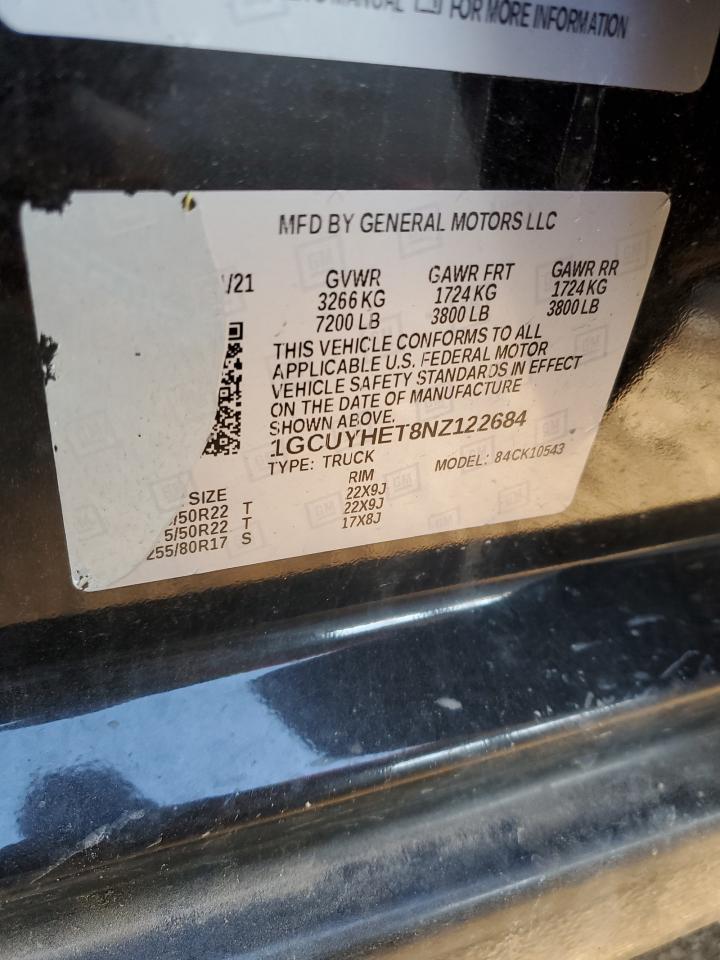 MANUAL FOR MORE INFORMATION
MFD BY GENERAL MOTORS LLC
/21 GVWR GAWR FRT GAWR RR
3266 KG 1724 KG 1724 KG
7200 LB 3800 LB 3800 LB
THIS VEHICLE CONFORMS TO ALL
APPLICABLE U.S. FEDERAL MOTOR
VEHICLE SAFETY STANDARDS IN EFFECT
ON THE DATE OF MANUFACTURE
SHOWN ABOVE.
1GCUYHET8NZ122684
TYPE: TRUCK MODEL: 84CK10543
SIZE RIM
/50R22 T 22X9J
5/50R22 T 22X9J
255/80R17 S 17X8J